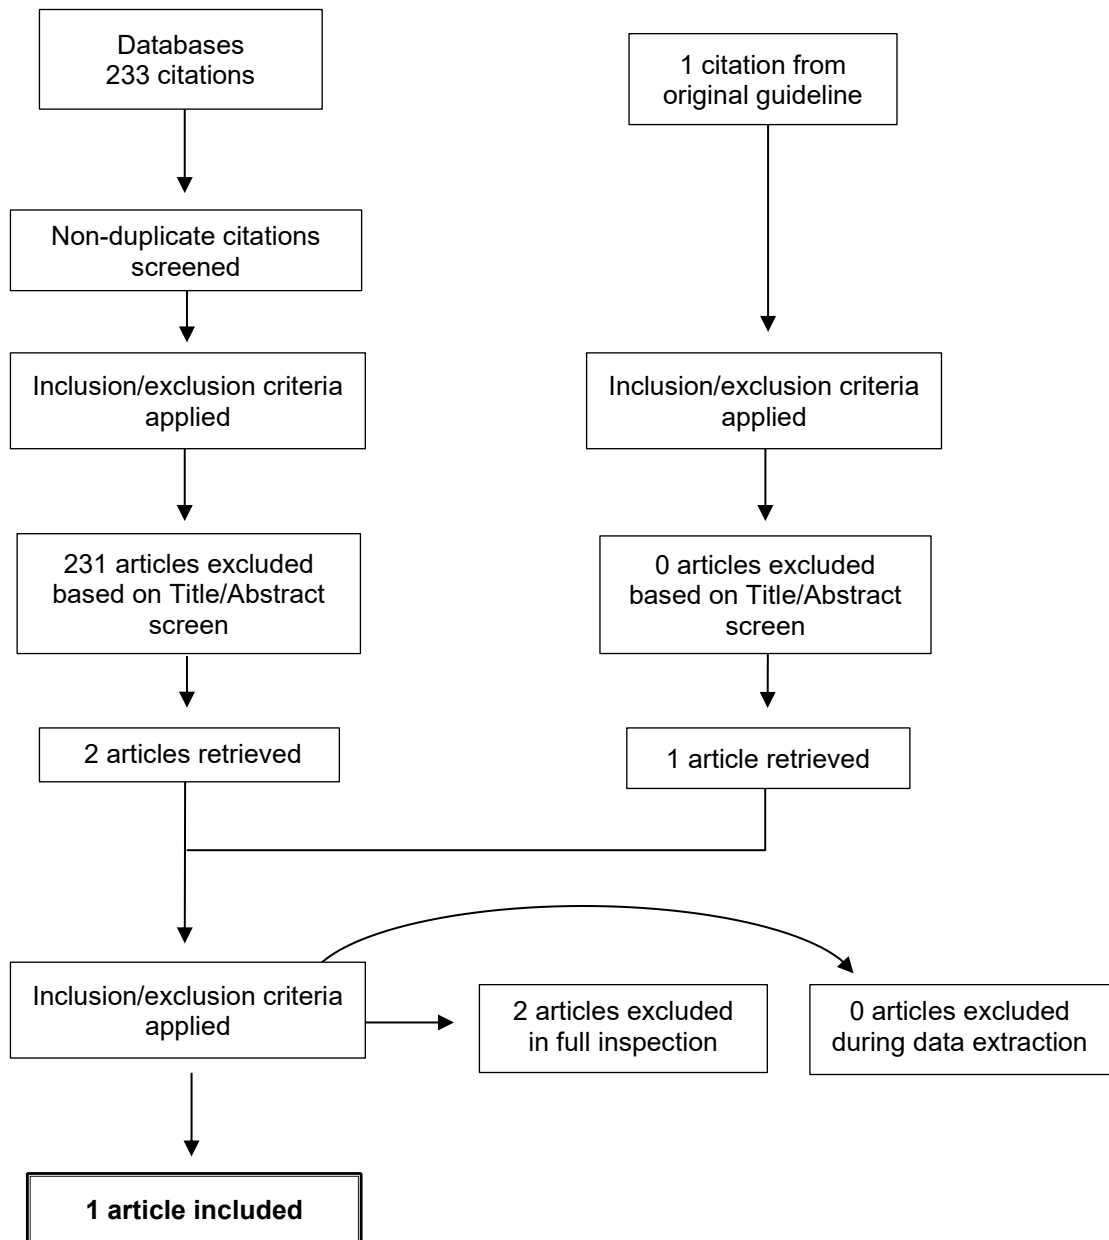 Databases
233 citations
1 citation from
original guideline
Non-duplicate citations
screened
Inclusion/exclusion criteria
applied
Inclusion/exclusion criteria
applied
231 articles excluded
based on Title/Abstract
screen
0 articles excluded
based on Title/Abstract
screen
2 articles retrieved
1 article retrieved
Inclusion/exclusion criteria
applied
2 articles excluded
in full inspection
0 articles excluded
during data extraction
1 article included